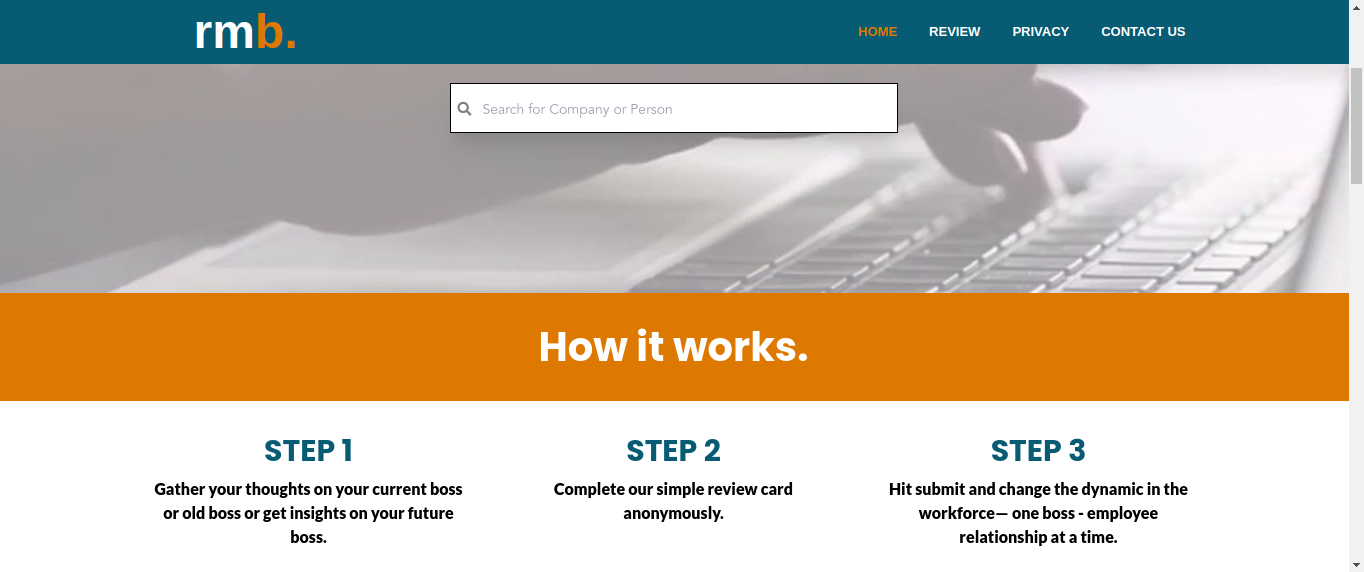 rmb.
HOME REVIEW PRIVACY CONTACT US
Search for Company or Person
How it works.
STEP 1
Gather your thoughts on your current boss
or old boss or get insights on your future
boss.
STEP 2
Complete our simple review card
anonymously.
STEP 3
Hit submit and change the dynamic in the
workforce— one boss - employee
relationship at a time.